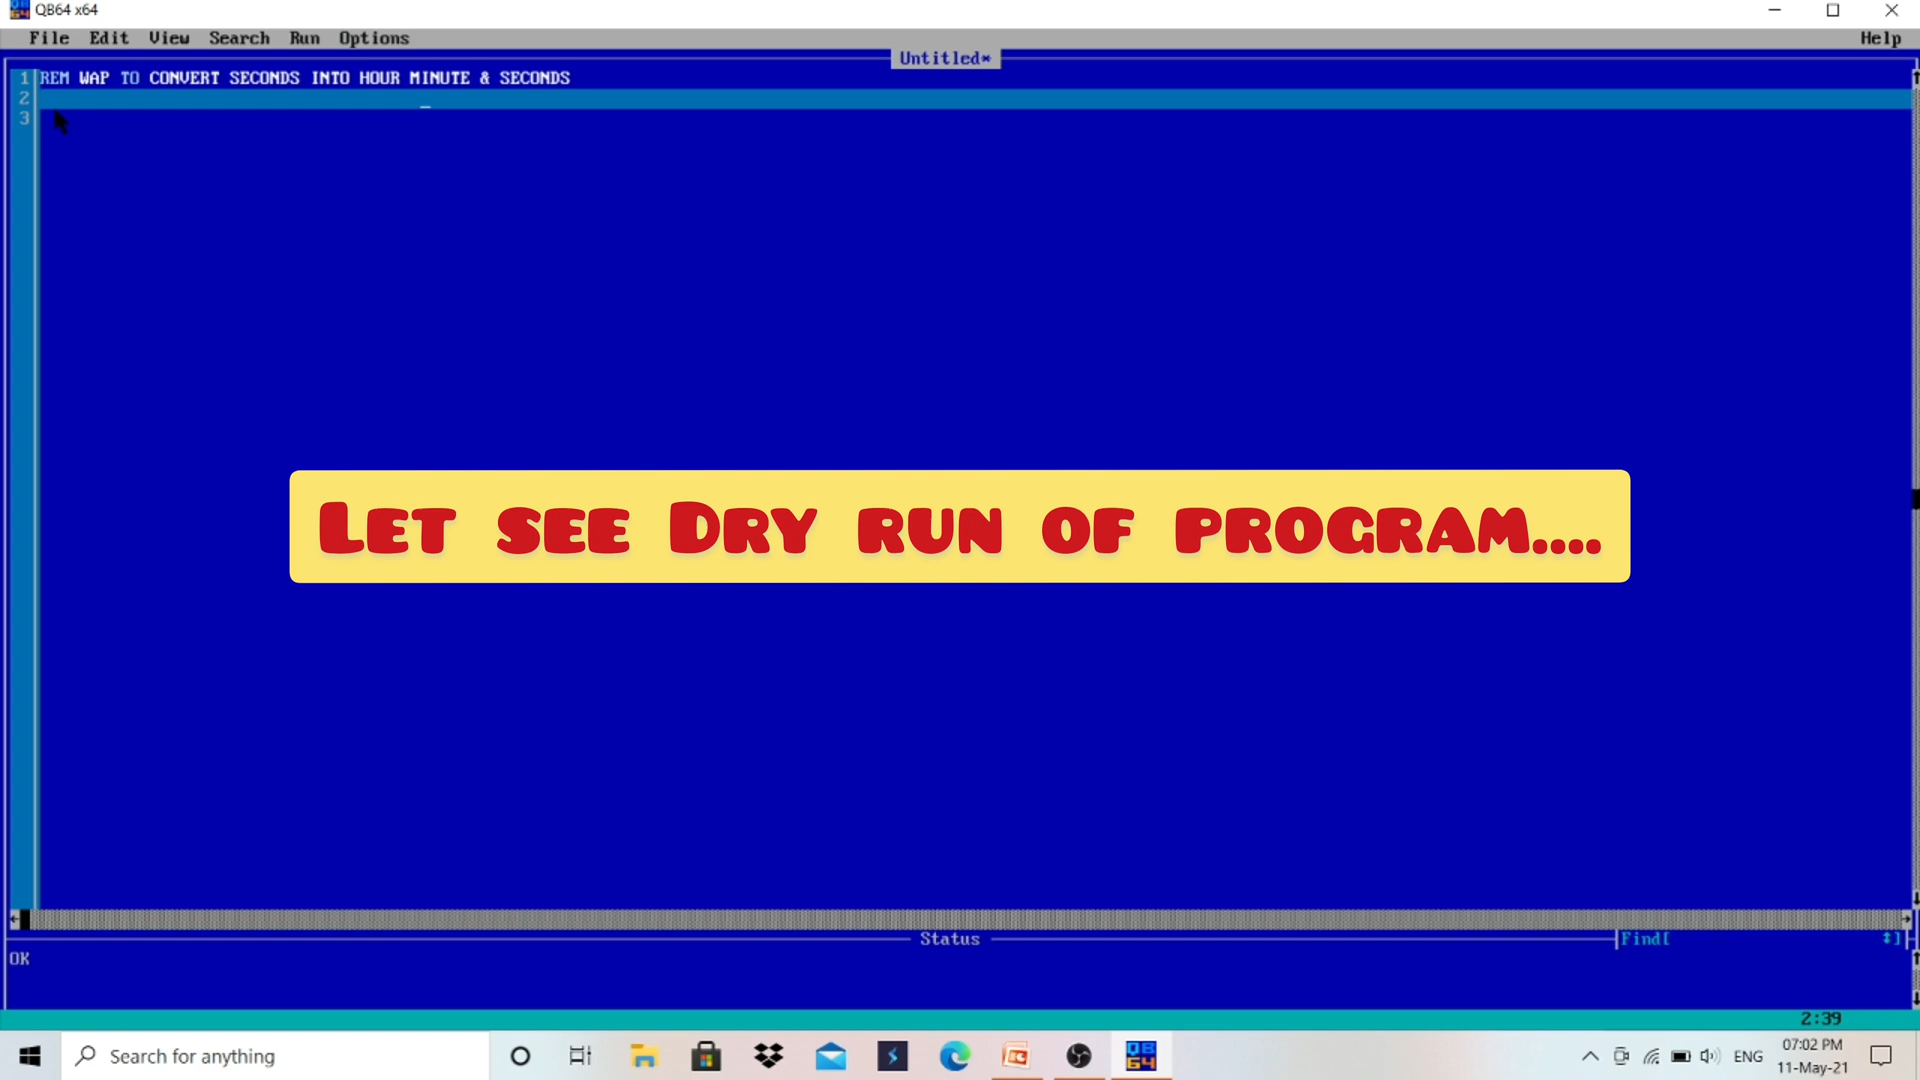 QB64 x64
File Edit View Search Run Options Help
Untitled*
1 REM WAP TO CONVERT SECONDS INTO HOUR MINUTE & SECONDS
2
3
LET SEE DRY RUN OF PROGRAM....
Status
Find[
OK
2:39
Search for anything
ENG
07:02 PM
11-May-21